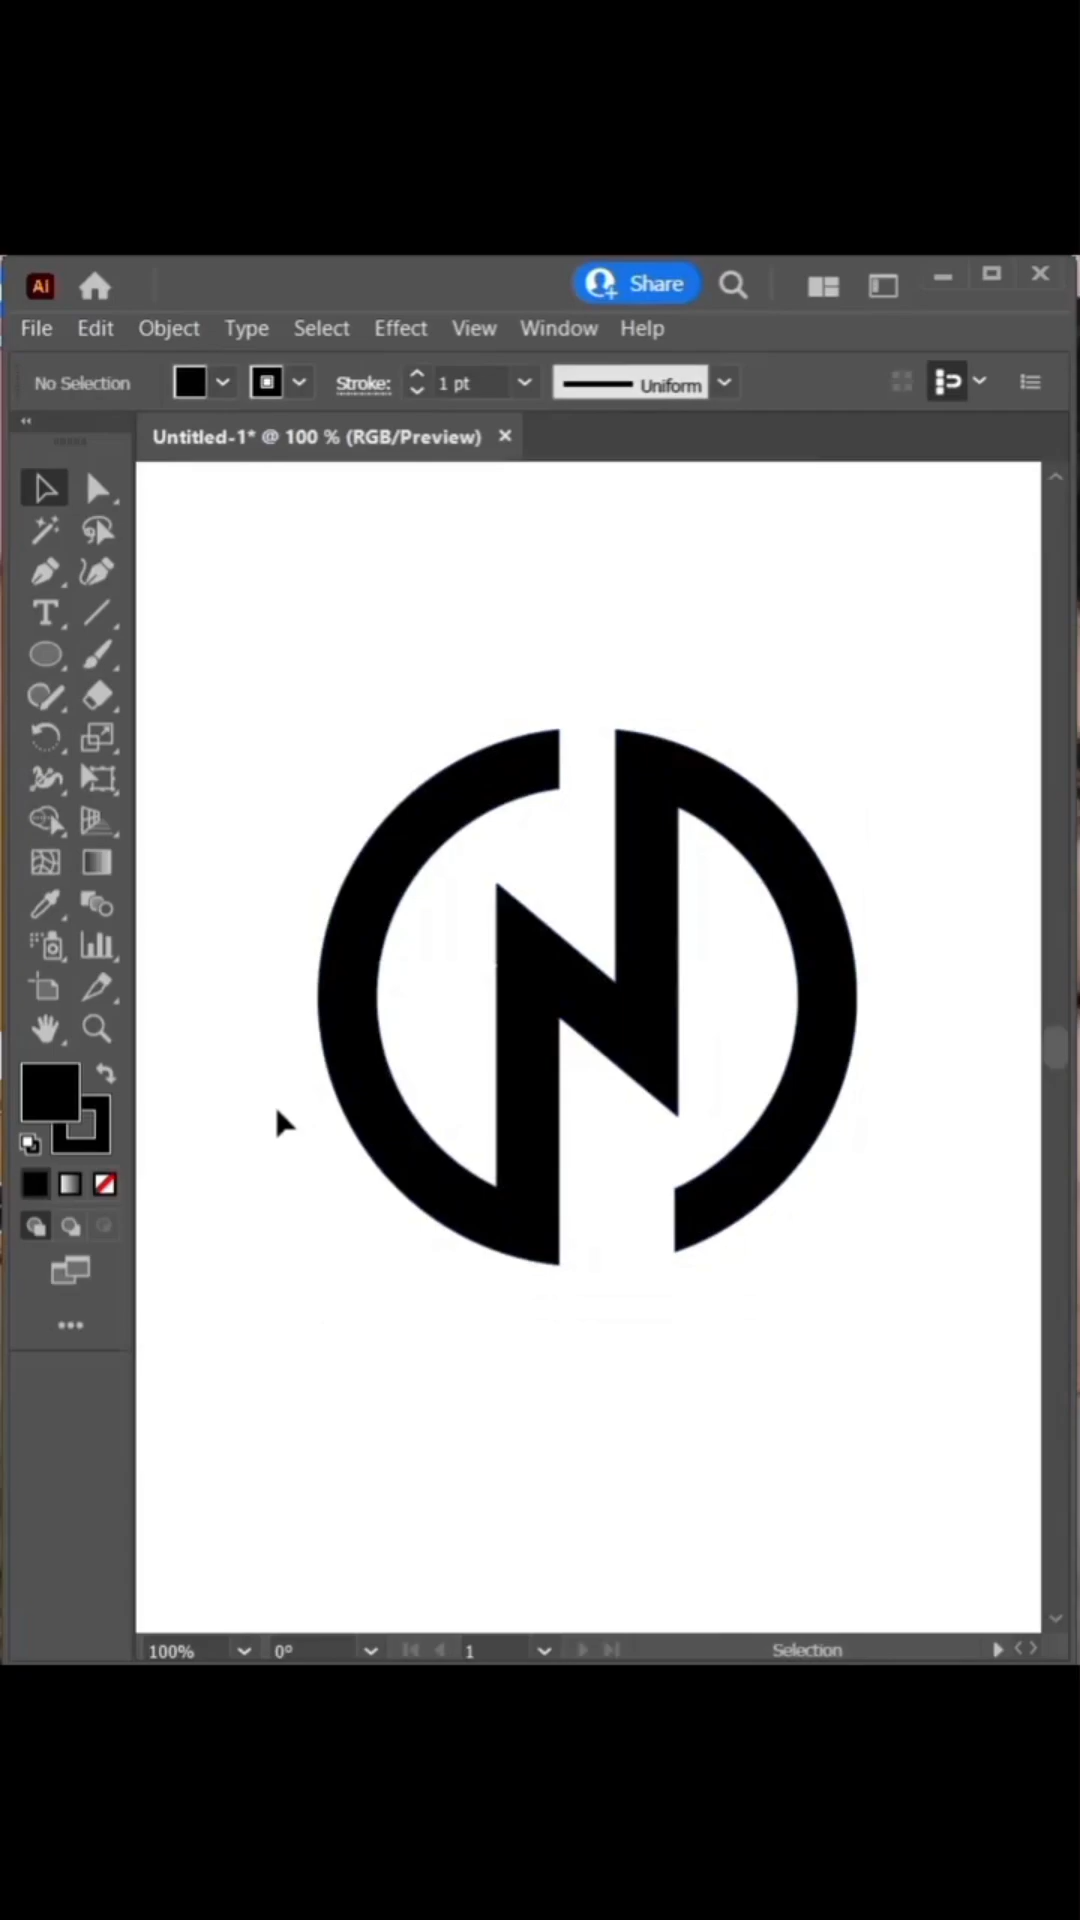 Ai Share
File Edit Object Type Select Effect View Window Help
No Selection Stroke: 1 pt Uniform
Untitled-1* @ 100 % (RGB/Preview) ×
T
N
100% 0° 1 Selection